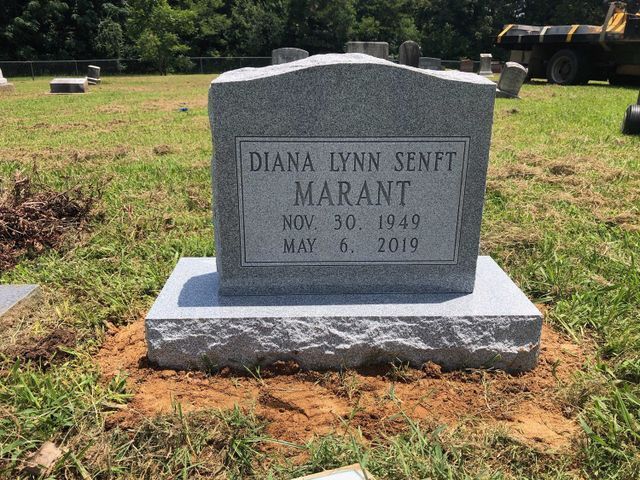 DIANA LYNN SENFT
MARANT
NOV. 30. 1949
MAY 6. 2019